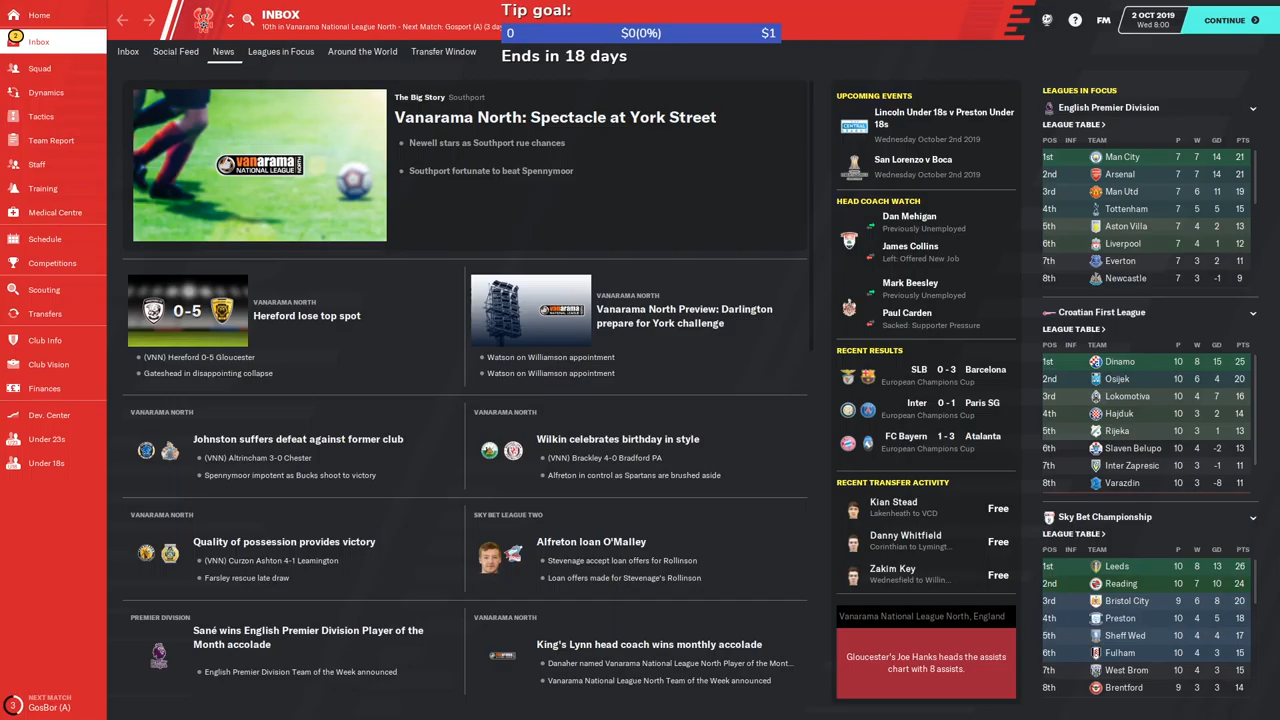 Home
2
Inbox
Squad
Dynamics
Tactics
Team Report
Staff
Training
Medical Centre
Schedule
Competitions
Scouting
Transfers
Club Info
Club Vision
Finances
Dev. Center
Under 23s
Under 18s
3
NEXT MATCH
GosBor (A)
INBOX
10th in Vanarama National League North - Next Match: Gosport (A) (3 da
Tip goal:
0 $0(0%) $1
Ends in 18 days
FM
2 OCT 2019
Wed 8:00
CONTINUE
Inbox Social Feed News Leagues in Focus Around the World Transfer Window
vanarama
NATIONAL LEAGUE NORTH
The Big Story Southport
Vanarama North: Spectacle at York Street
Newell stars as Southport rue chances
Southport fortunate to beat Spennymoor
0-5
VANARAMA NORTH
Hereford lose top spot
(VNN) Hereford 0-5 Gloucester
Gateshead in disappointing collapse
vanarama
VANARAMA NORTH
Vanarama North Preview: Darlington
prepare for York challenge
Watson on Williamson appointment
Watson on Williamson appointment
VANARAMA NORTH
Johnston suffers defeat against former club
(VNN) Altrincham 3-0 Chester
Spennymoor impotent as Bucks shoot to victory
VANARAMA NORTH
Wilkin celebrates birthday in style
(VNN) Brackley 4-0 Bradford PA
Alfreton in control as Spartans are brushed aside
VANARAMA NORTH
Quality of possession provides victory
(VNN) Curzon Ashton 4-1 Leamington
Farsley rescue late draw
SKY BET LEAGUE TWO
Alfreton loan O'Malley
Stevenage accept loan offers for Rollinson
Loan offers made for Stevenage's Rollinson
PREMIER DIVISION
Sané wins English Premier Division Player of the
Month accolade
English Premier Division Team of the Week announced
VANARAMA NORTH
King's Lynn head coach wins monthly accolade
Danaher named Vanarama National League North Player of the Mont...
Vanarama National League North Team of the Week announced
UPCOMING EVENTS
Lincoln Under 18s v Preston Under
18s
Wednesday October 2nd 2019
San Lorenzo v Boca
Wednesday October 2nd 2019
HEAD COACH WATCH
Dan Mehigan
Previously Unemployed
James Collins
Left: Offered New Job
Mark Beesley
Previously Unemployed
Paul Carden
Sacked: Supporter Pressure
RECENT RESULTS
SLB 0 - 3 Barcelona
European Champions Cup
Inter 0 - 1 Paris SG
European Champions Cup
FC Bayern 1 - 3 Atalanta
European Champions Cup
RECENT TRANSFER ACTIVITY
Kian Stead
Lakenheath to VCD
Free
Danny Whitfield
Corinthian to Lymingt...
Free
Zakim Key
Wednesfield to Willin...
Free
Vanarama National League North, England
Gloucester's Joe Hanks heads the assists
chart with 8 assists.
LEAGUES IN FOCUS
English Premier Division
LEAGUE TABLE >
POS INF TEAM P W GD PTS
1st Man City 7 7 14 21
2nd Arsenal 7 7 14 21
3rd Man Utd 7 6 11 19
4th Tottenham 7 5 5 15
5th Aston Villa 7 4 2 13
6th Liverpool 7 4 1 12
7th Everton 7 3 2 11
8th Newcastle 7 3 -1 9
Croatian First League
LEAGUE TABLE >
POS INF TEAM P W GD PTS
1st Dinamo 10 8 15 25
2nd Osijek 10 6 4 20
3rd Lokomotiva 10 4 7 16
4th Hajduk 10 3 2 14
5th Rijeka 10 3 1 13
6th Slaven Belupo 10 4 -2 13
7th Inter Zapresic 10 3 -1 11
8th Varazdin 10 3 -8 11
Sky Bet Championship
LEAGUE TABLE >
POS INF TEAM P W GD PTS
1st Leeds 10 8 13 26
2nd Reading 10 7 10 24
3rd Bristol City 9 6 8 20
4th Preston 10 4 5 18
5th Sheff Wed 10 4 4 17
6th Fulham 10 4 3 15
7th West Brom 10 4 3 15
8th Brentford 9 3 3 14